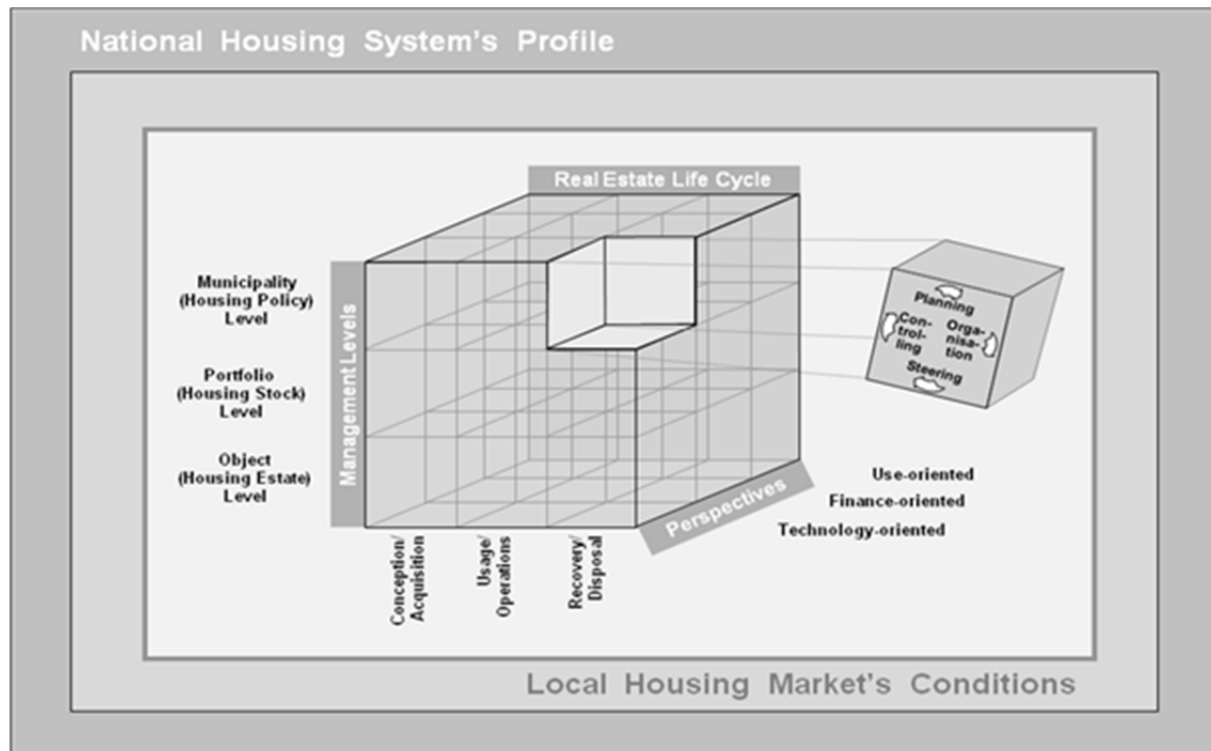 National Housing System's Profile
Real Estate Life Cycle
Municipality
(Housing Policy)
Level
Portfolio
(Housing Stock)
Level
Object
(Housing Estate)
Level
Management Levels
Planning
Con-
trol-
ling
Orga-
nisa-
tion
Steering
Perspectives
Use-oriented
Finance-oriented
Technology-oriented
Conception/
Acquisition
Usage/
Operations
Recovery/
Disposal
Local Housing Market's Conditions